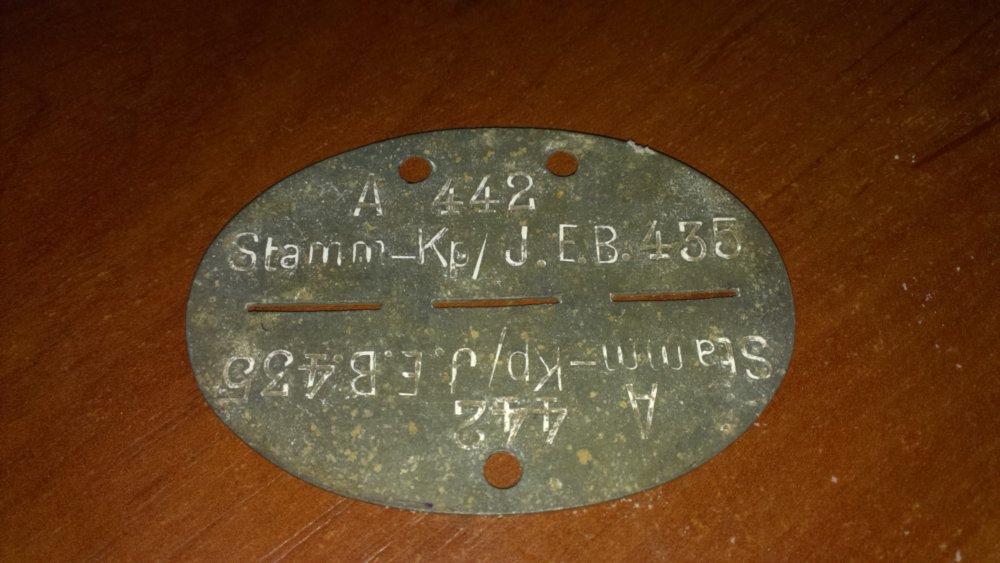 A 442
Stamm-Kp/ J.E.B.435
Stamm-Kp/J.E.B.435
A 442